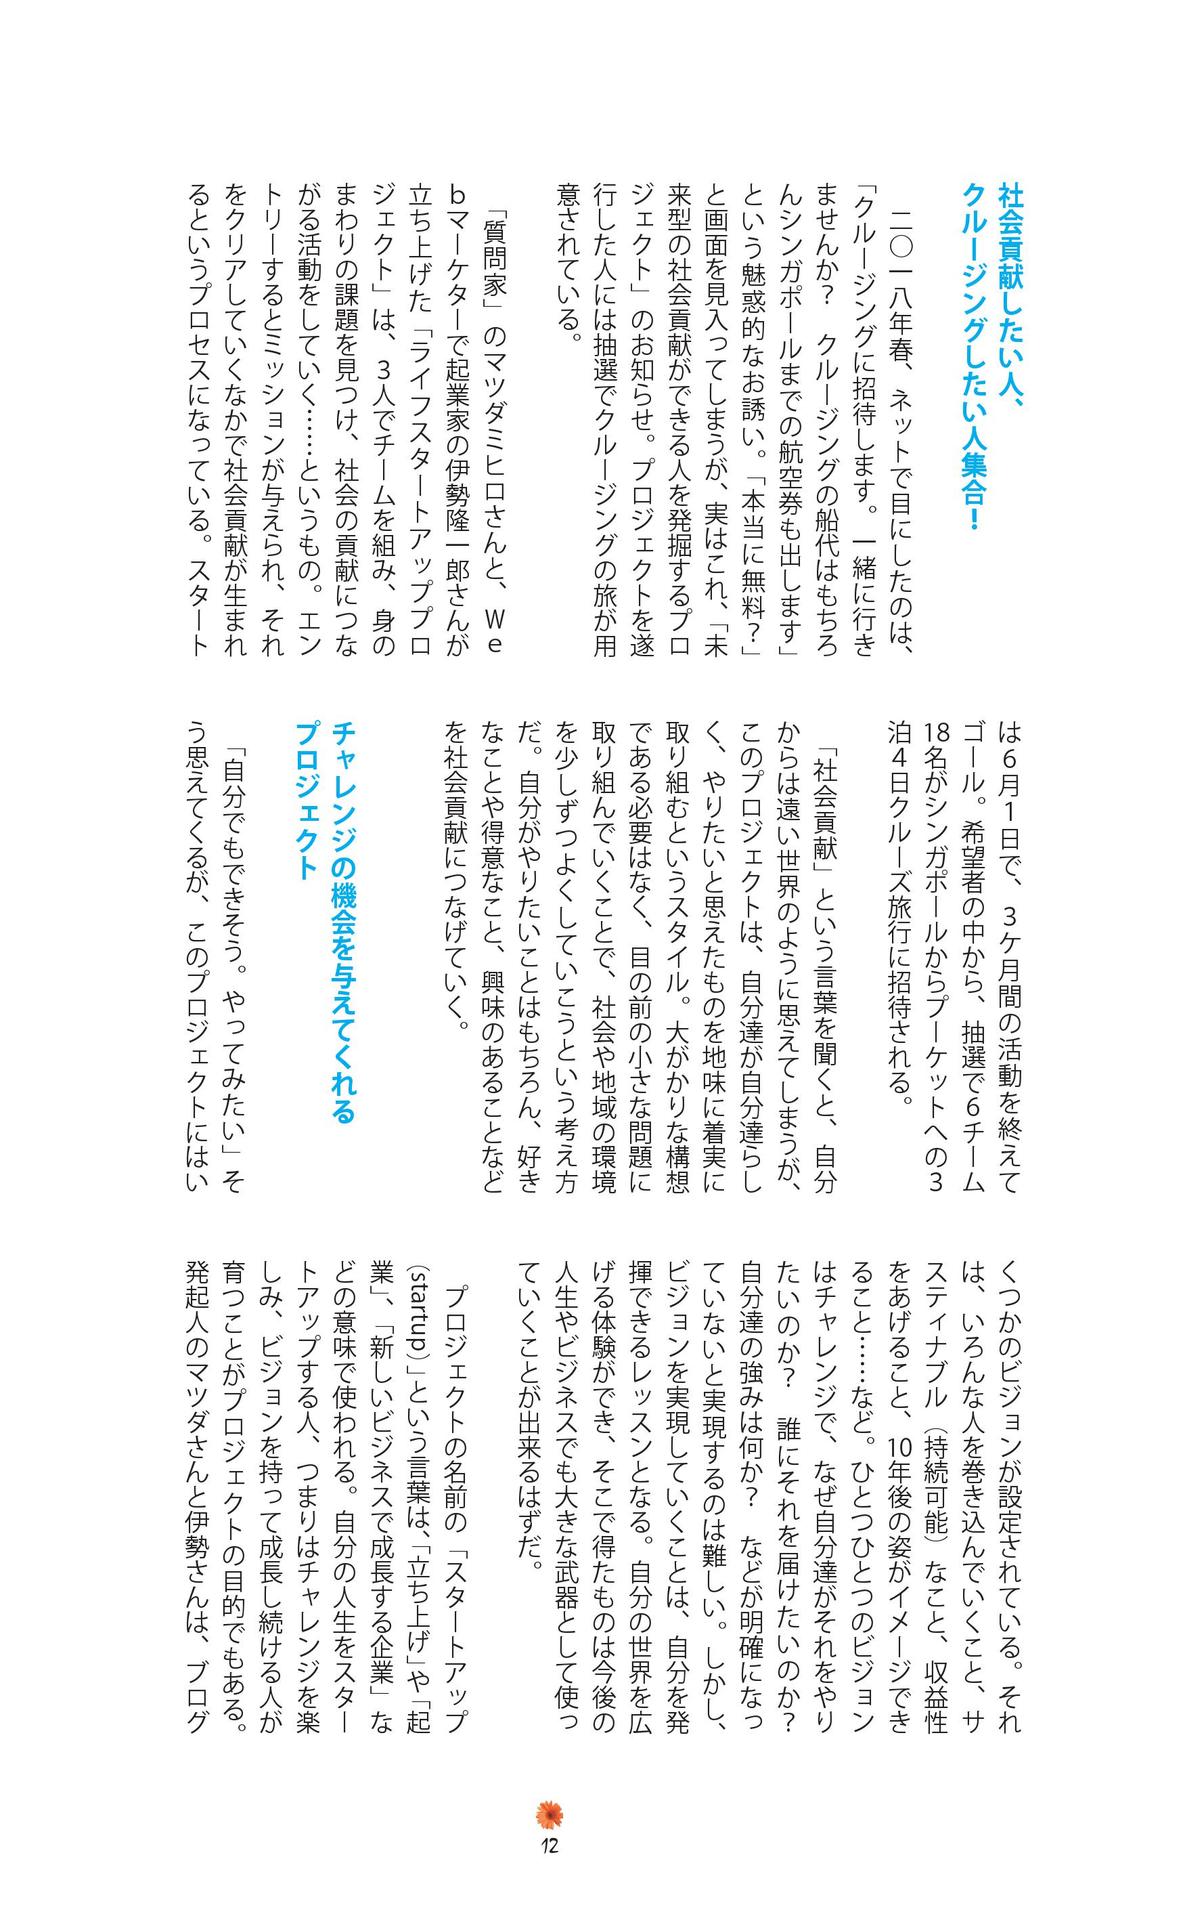 社会貢献したい人、
クルージングしたい人集合！
二〇一八年春、ネットで目にしたのは、
「クルージングに招待します。一緒に行き
ませんか？　クルージングの船代はもちろ
んシンガポールまでの航空券も出します」
という魅惑的なお誘い。「本当に無料？」
と画面を見入ってしまうが、実はこれ、「未
来型の社会貢献ができる人を発掘するプロ
ジェクト」のお知らせ。プロジェクトを遂
行した人には抽選でクルージングの旅が用
意されている。
「質問家」のマツダミヒロさんと、We
bマーケターで起業家の伊勢隆一郎さんが
立ち上げた「ライフスタートアッププロ
ジェクト」は、3人でチームを組み、身の
まわりの課題を見つけ、社会の貢献につな
がる活動をしていく……というもの。エン
トリーするとミッションが与えられ、それ
をクリアしていくなかで社会貢献が生まれ
るというプロセスになっている。スタート
は6月1日で、3ケ月間の活動を終えて
ゴール。希望者の中から、抽選で6チーム
18名がシンガポールからプーケットへの3
泊4日クルーズ旅行に招待される。
「社会貢献」という言葉を聞くと、自分
からは遠い世界のように思えてしまうが、
このプロジェクトは、自分達が自分達らし
く、やりたいと思えたものを地味に着実に
取り組むというスタイル。大がかりな構想
である必要はなく、目の前の小さな問題に
取り組んでいくことで、社会や地域の環境
を少しずつよくしていこうという考え方
だ。自分がやりたいことはもちろん、好き
なことや得意なこと、興味のあることなど
を社会貢献につなげていく。
チャレンジの機会を与えてくれる
プロジェクト
「自分でもできそう。やってみたい」そ
う思えてくるが、このプロジェクトにはい
くつかのビジョンが設定されている。それ
は、いろんな人を巻き込んでいくこと、サ
スティナブル（持続可能）なこと、収益性
をあげること、10年後の姿がイメージでき
ること……など。ひとつひとつのビジョン
はチャレンジで、なぜ自分達がそれをやり
たいのか？　誰にそれを届けたいのか？
自分達の強みは何か？　などが明確になっ
ていないと実現するのは難しい。しかし、
ビジョンを実現していくことは、自分を発
揮できるレッスンとなる。自分の世界を広
げる体験ができ、そこで得たものは今後の
人生やビジネスでも大きな武器として使っ
ていくことが出来るはずだ。
プロジェクトの名前の「スタートアップ
（startup）」という言葉は、「立ち上げ」や「起
業」、「新しいビジネスで成長する企業」な
どの意味で使われる。自分の人生をスター
トアップする人、つまりはチャレンジを楽
しみ、ビジョンを持って成長し続ける人が
育つことがプロジェクトの目的でもある。
発起人のマツダさんと伊勢さんは、ブログ
12